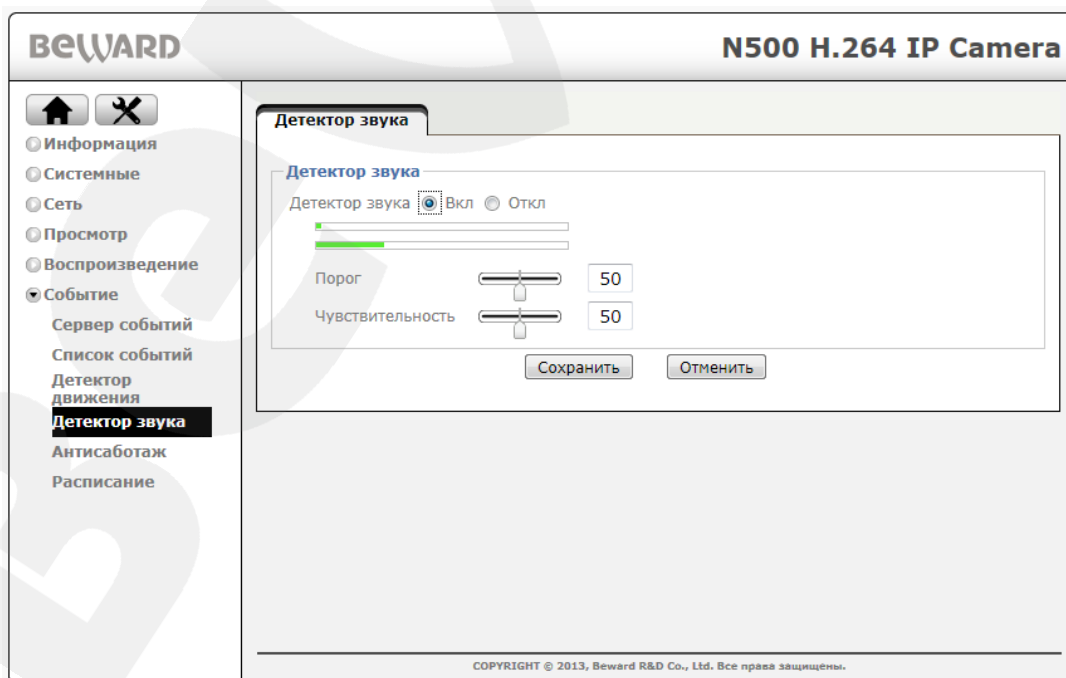 BEWARD
N500 H.264 IP Camera
Информация
Системные
Сеть
Просмотр
Воспроизведение
Событие
Сервер событий
Список событий
Детектор
движения
Детектор звука
Антисаботаж
Расписание
Детектор звука
Детектор звука
Детектор звука Вкл Откл
Порог 50
Чувствительность 50
Сохранить Отменить
COPYRIGHT © 2013, Beward R&D Co., Ltd. Все права защищены.